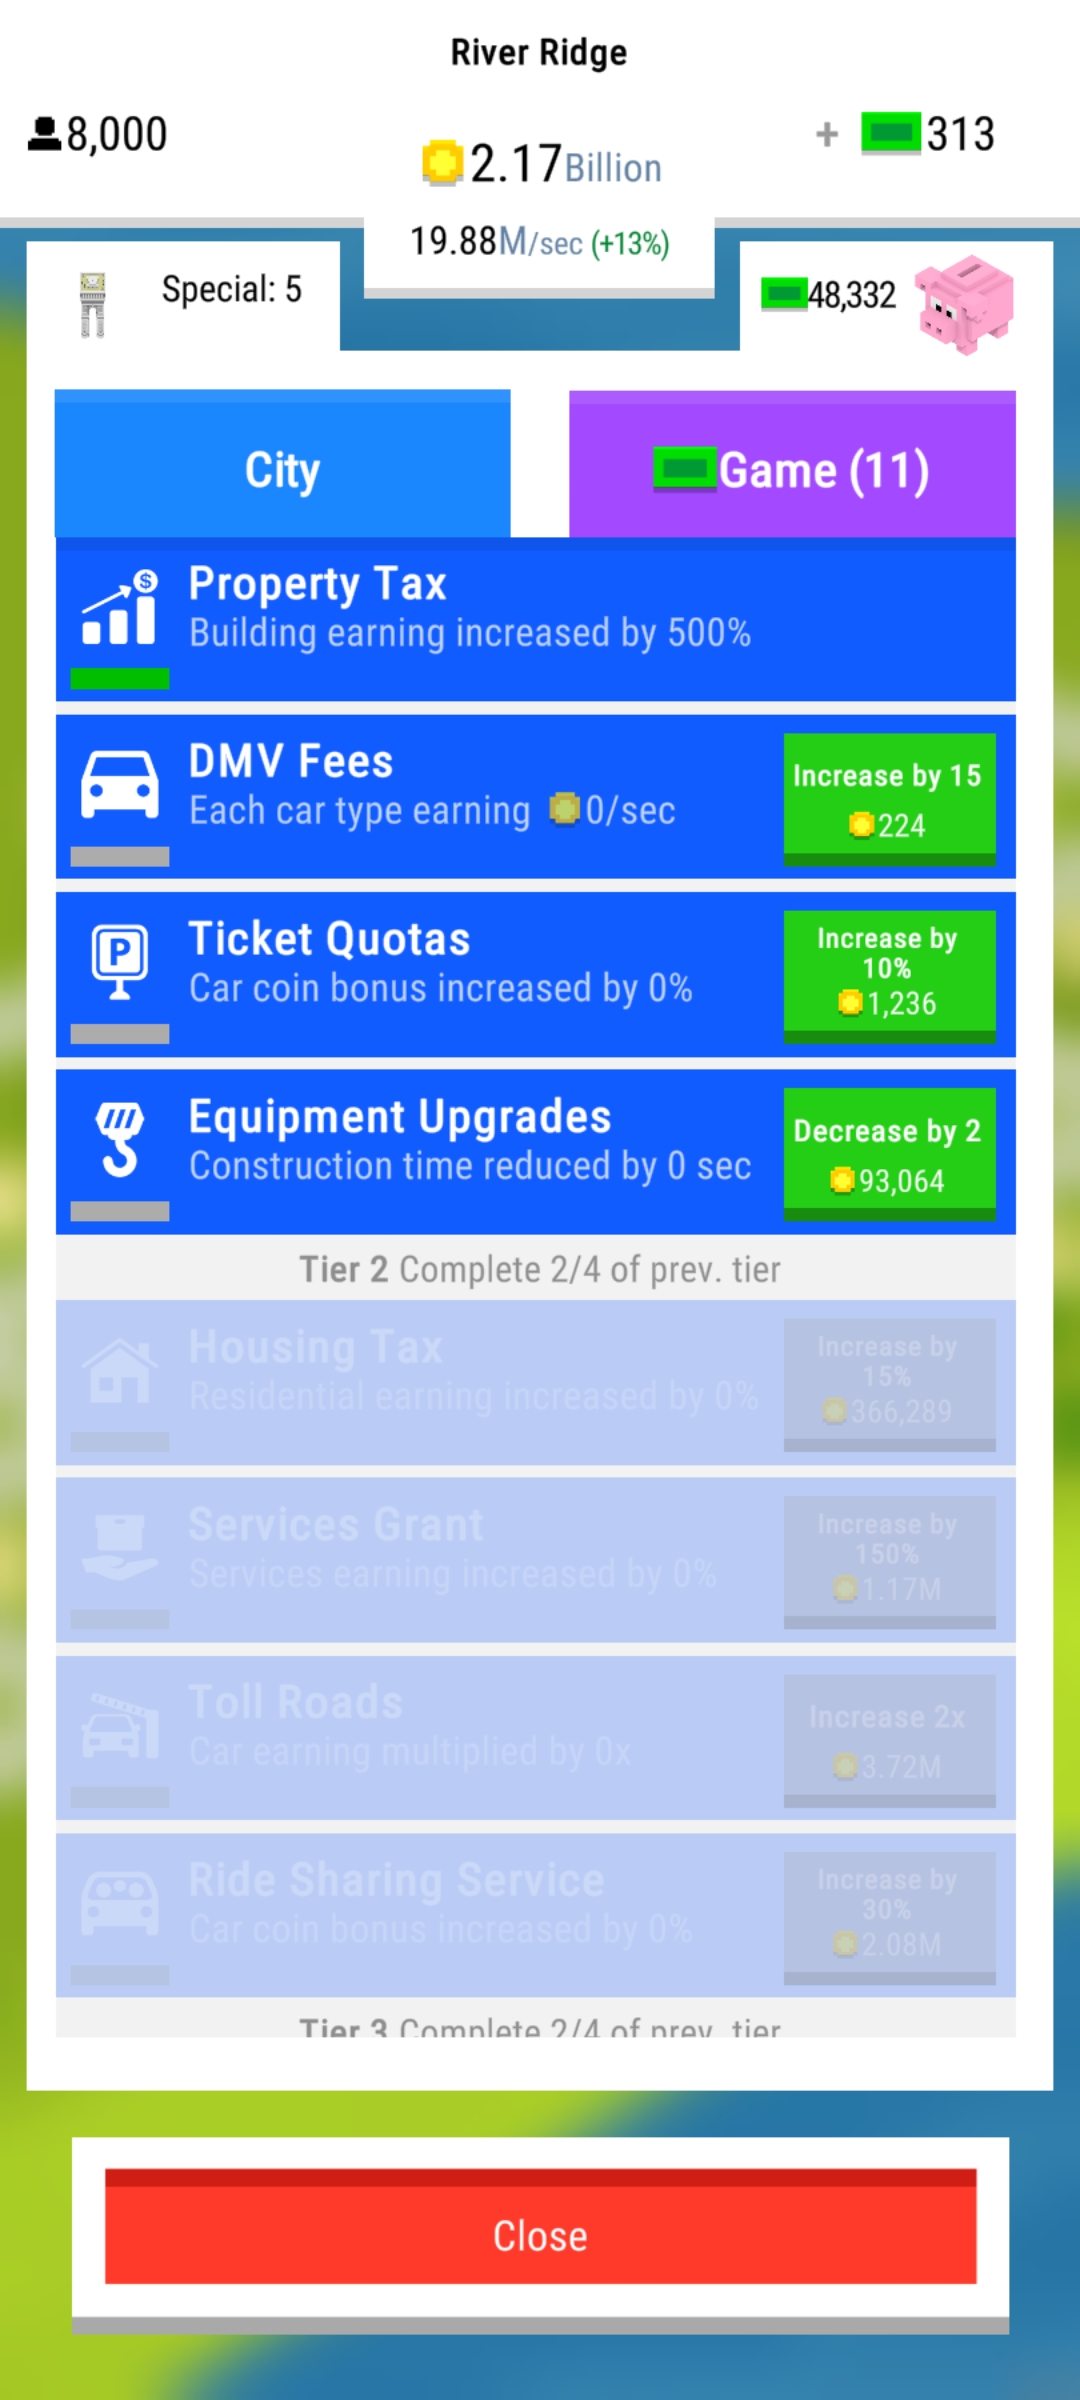 River Ridge
8,000
2.17Billion
+ 313
19.88M/sec (+13%)
Special: 5
48,332
City
Game (11)
Property Tax
Building earning increased by 500%
DMV Fees
Each car type earning 0/sec
Increase by 15
224
Ticket Quotas
Car coin bonus increased by 0%
Increase by
10%
1,236
Equipment Upgrades
Construction time reduced by 0 sec
Decrease by 2
93,064
Tier 2 Complete 2/4 of prev. tier
Housing Tax
Residential earning increased by 0%
Increase by
15%
366,289
Services Grant
Services earning increased by 0%
Increase by
150%
1.17M
Toll Roads
Car earning multiplied by 0x
Increase 2x
3.72M
Ride Sharing Service
Car coin bonus increased by 0%
Increase by
30%
2.08M
Tier 3 Complete 2/4 of prev. tier
Close